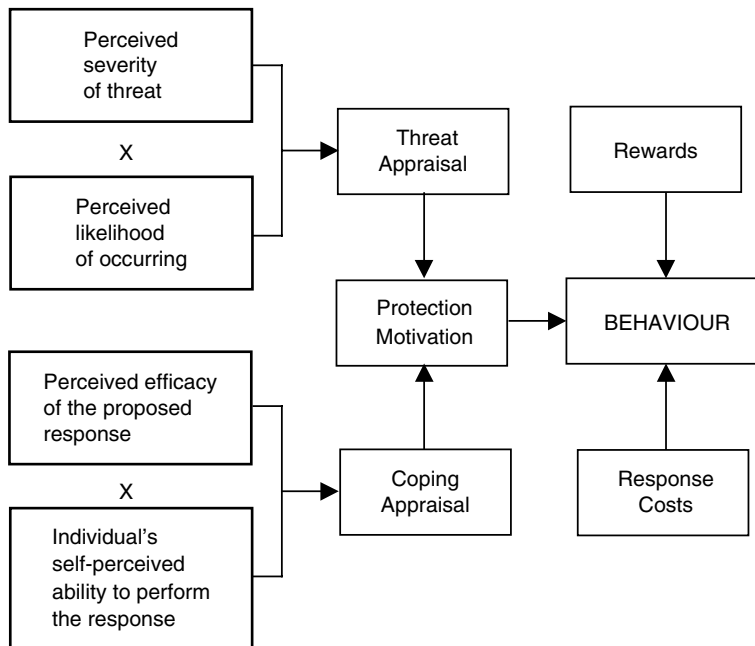 Perceived
severity
of threat
X
Perceived
likelihood
of occurring
Threat
Appraisal
Rewards
Protection
Motivation
BEHAVIOUR
Perceived efficacy
of the proposed
response
X
Individual’s
self-perceived
ability to perform
the response
Coping
Appraisal
Response
Costs